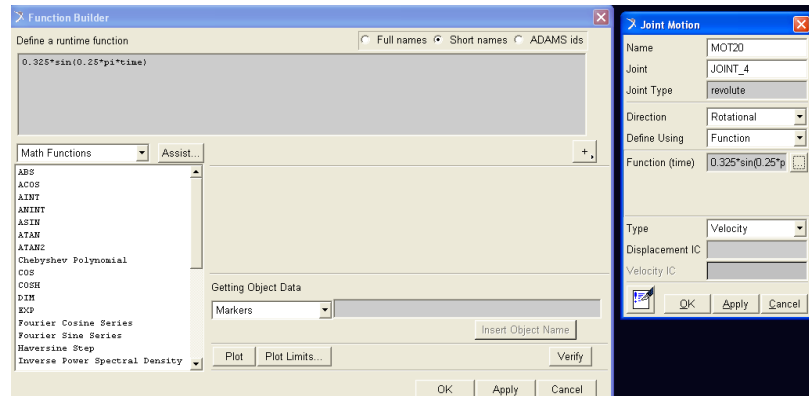 Function Builder
Define a runtime function
Full names Short names ADAMS ids
0.325*sin(0.25*pi*time)
Math Functions Assist... +
ABS
ACOS
AINT
ANINT
ASIN
ATAN
ATAN2
Chebyshev Polynomial
COS
COSH
DIM
EXP
Fourier Cosine Series
Fourier Sine Series
Haversine Step
Inverse Power Spectral Density
Getting Object Data
Markers
Insert Object Name
Plot Plot Limits... Verify
OK Apply Cancel
Joint Motion
Name MOT20
Joint JOINT_4
Joint Type revolute
Direction Rotational
Define Using Function
Function (time) 0.325*sin(0.25*p ...
Type Velocity
Displacement IC
Velocity IC
OK Apply Cancel